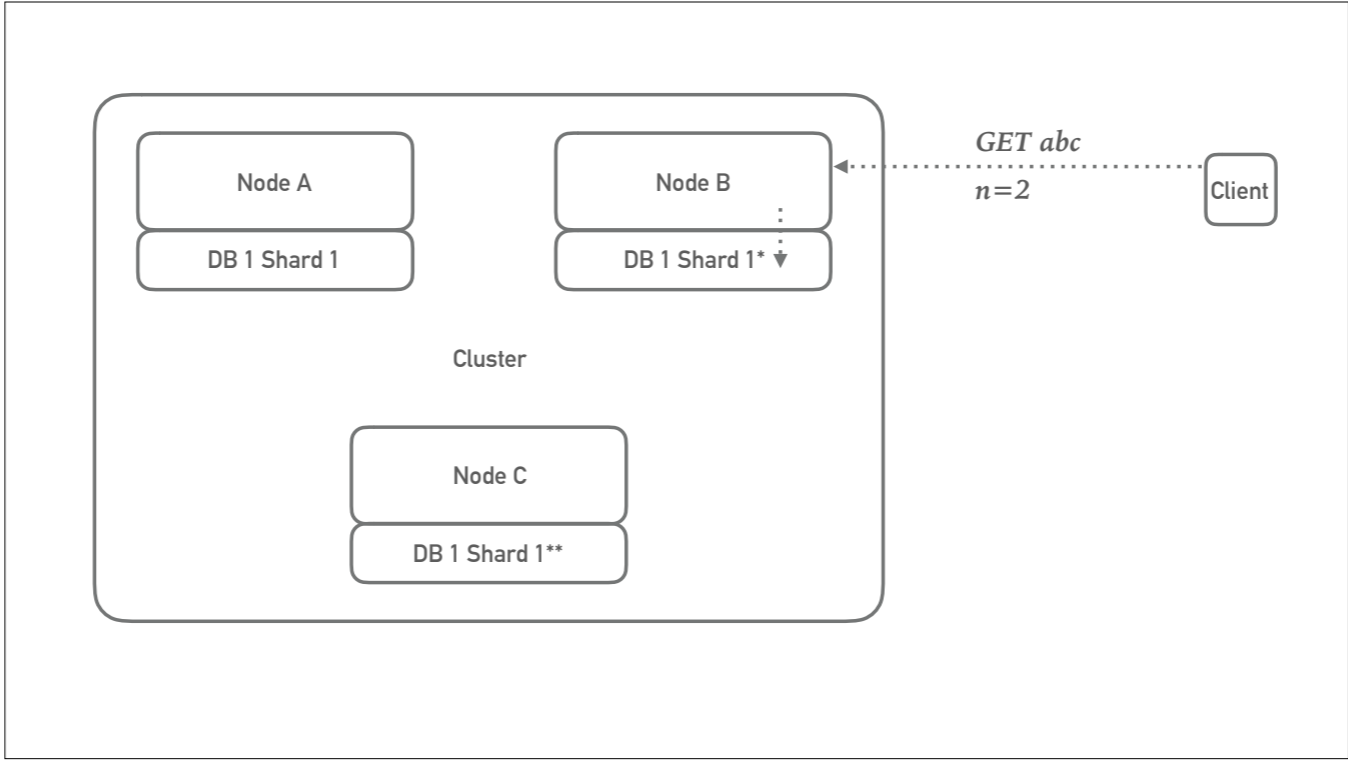 GET abc
Node A
Node B
n=2
Client
DB 1 Shard 1
DB 1 Shard 1*
Cluster
Node C
DB 1 Shard 1**